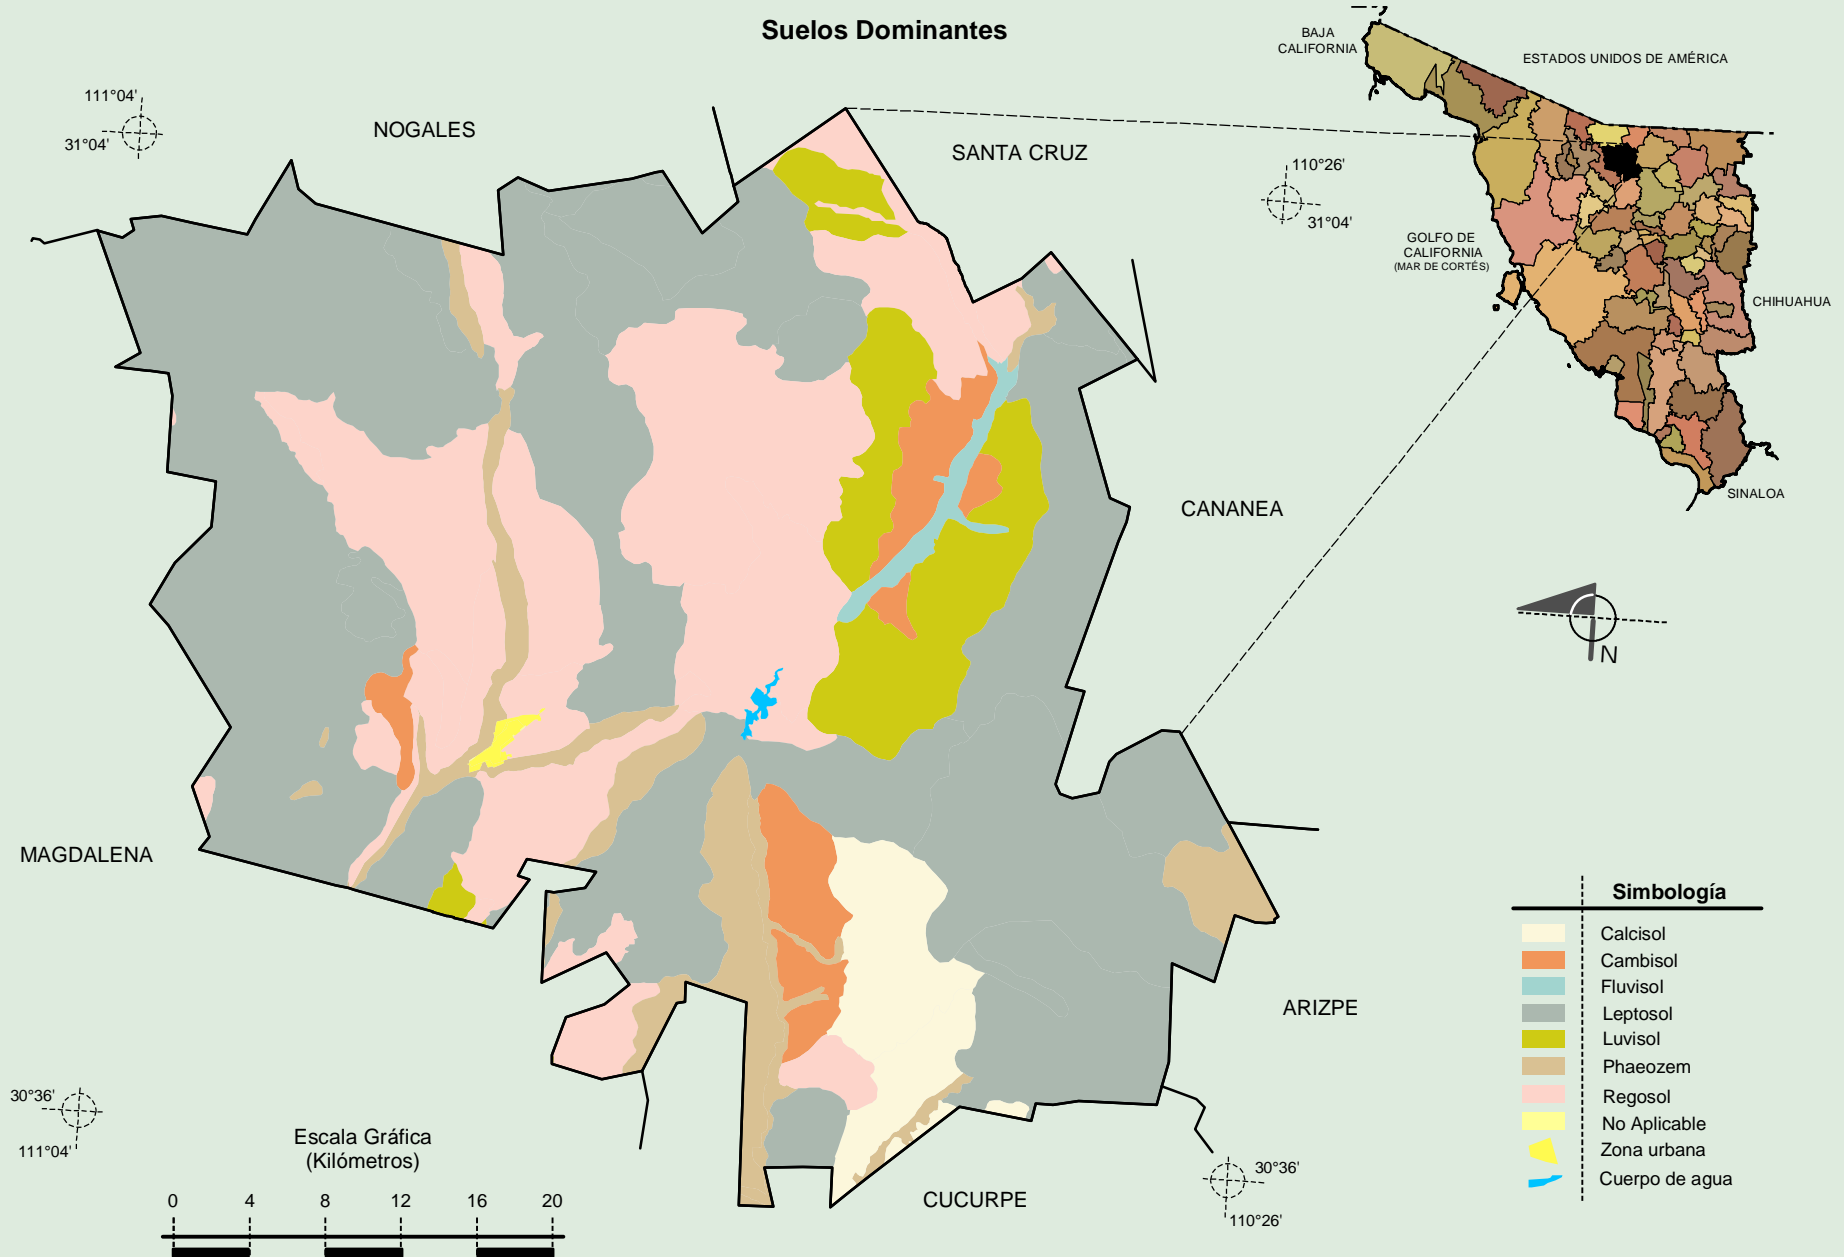 Suelos Dominantes
BAJA
CALIFORNIA
ESTADOS UNIDOS DE AMÉRICA
111°04'
31°04'
NOGALES
SANTA CRUZ
110°26'
31°04'
GOLFO DE
CALIFORNIA
(MAR DE CORTÉS)
CHIHUAHUA
SINALOA
CANANEA
N
MAGDALENA
ARIZPE
Simbología
Calcisol
Cambisol
Fluvisol
Leptosol
Luvisol
Phaeozem
Regosol
No Aplicable
Zona urbana
Cuerpo de agua
30°36'
111°04'
Escala Gráfica
(Kilómetros)
0 4 8 12 16 20
CUCURPE
30°36'
110°26'